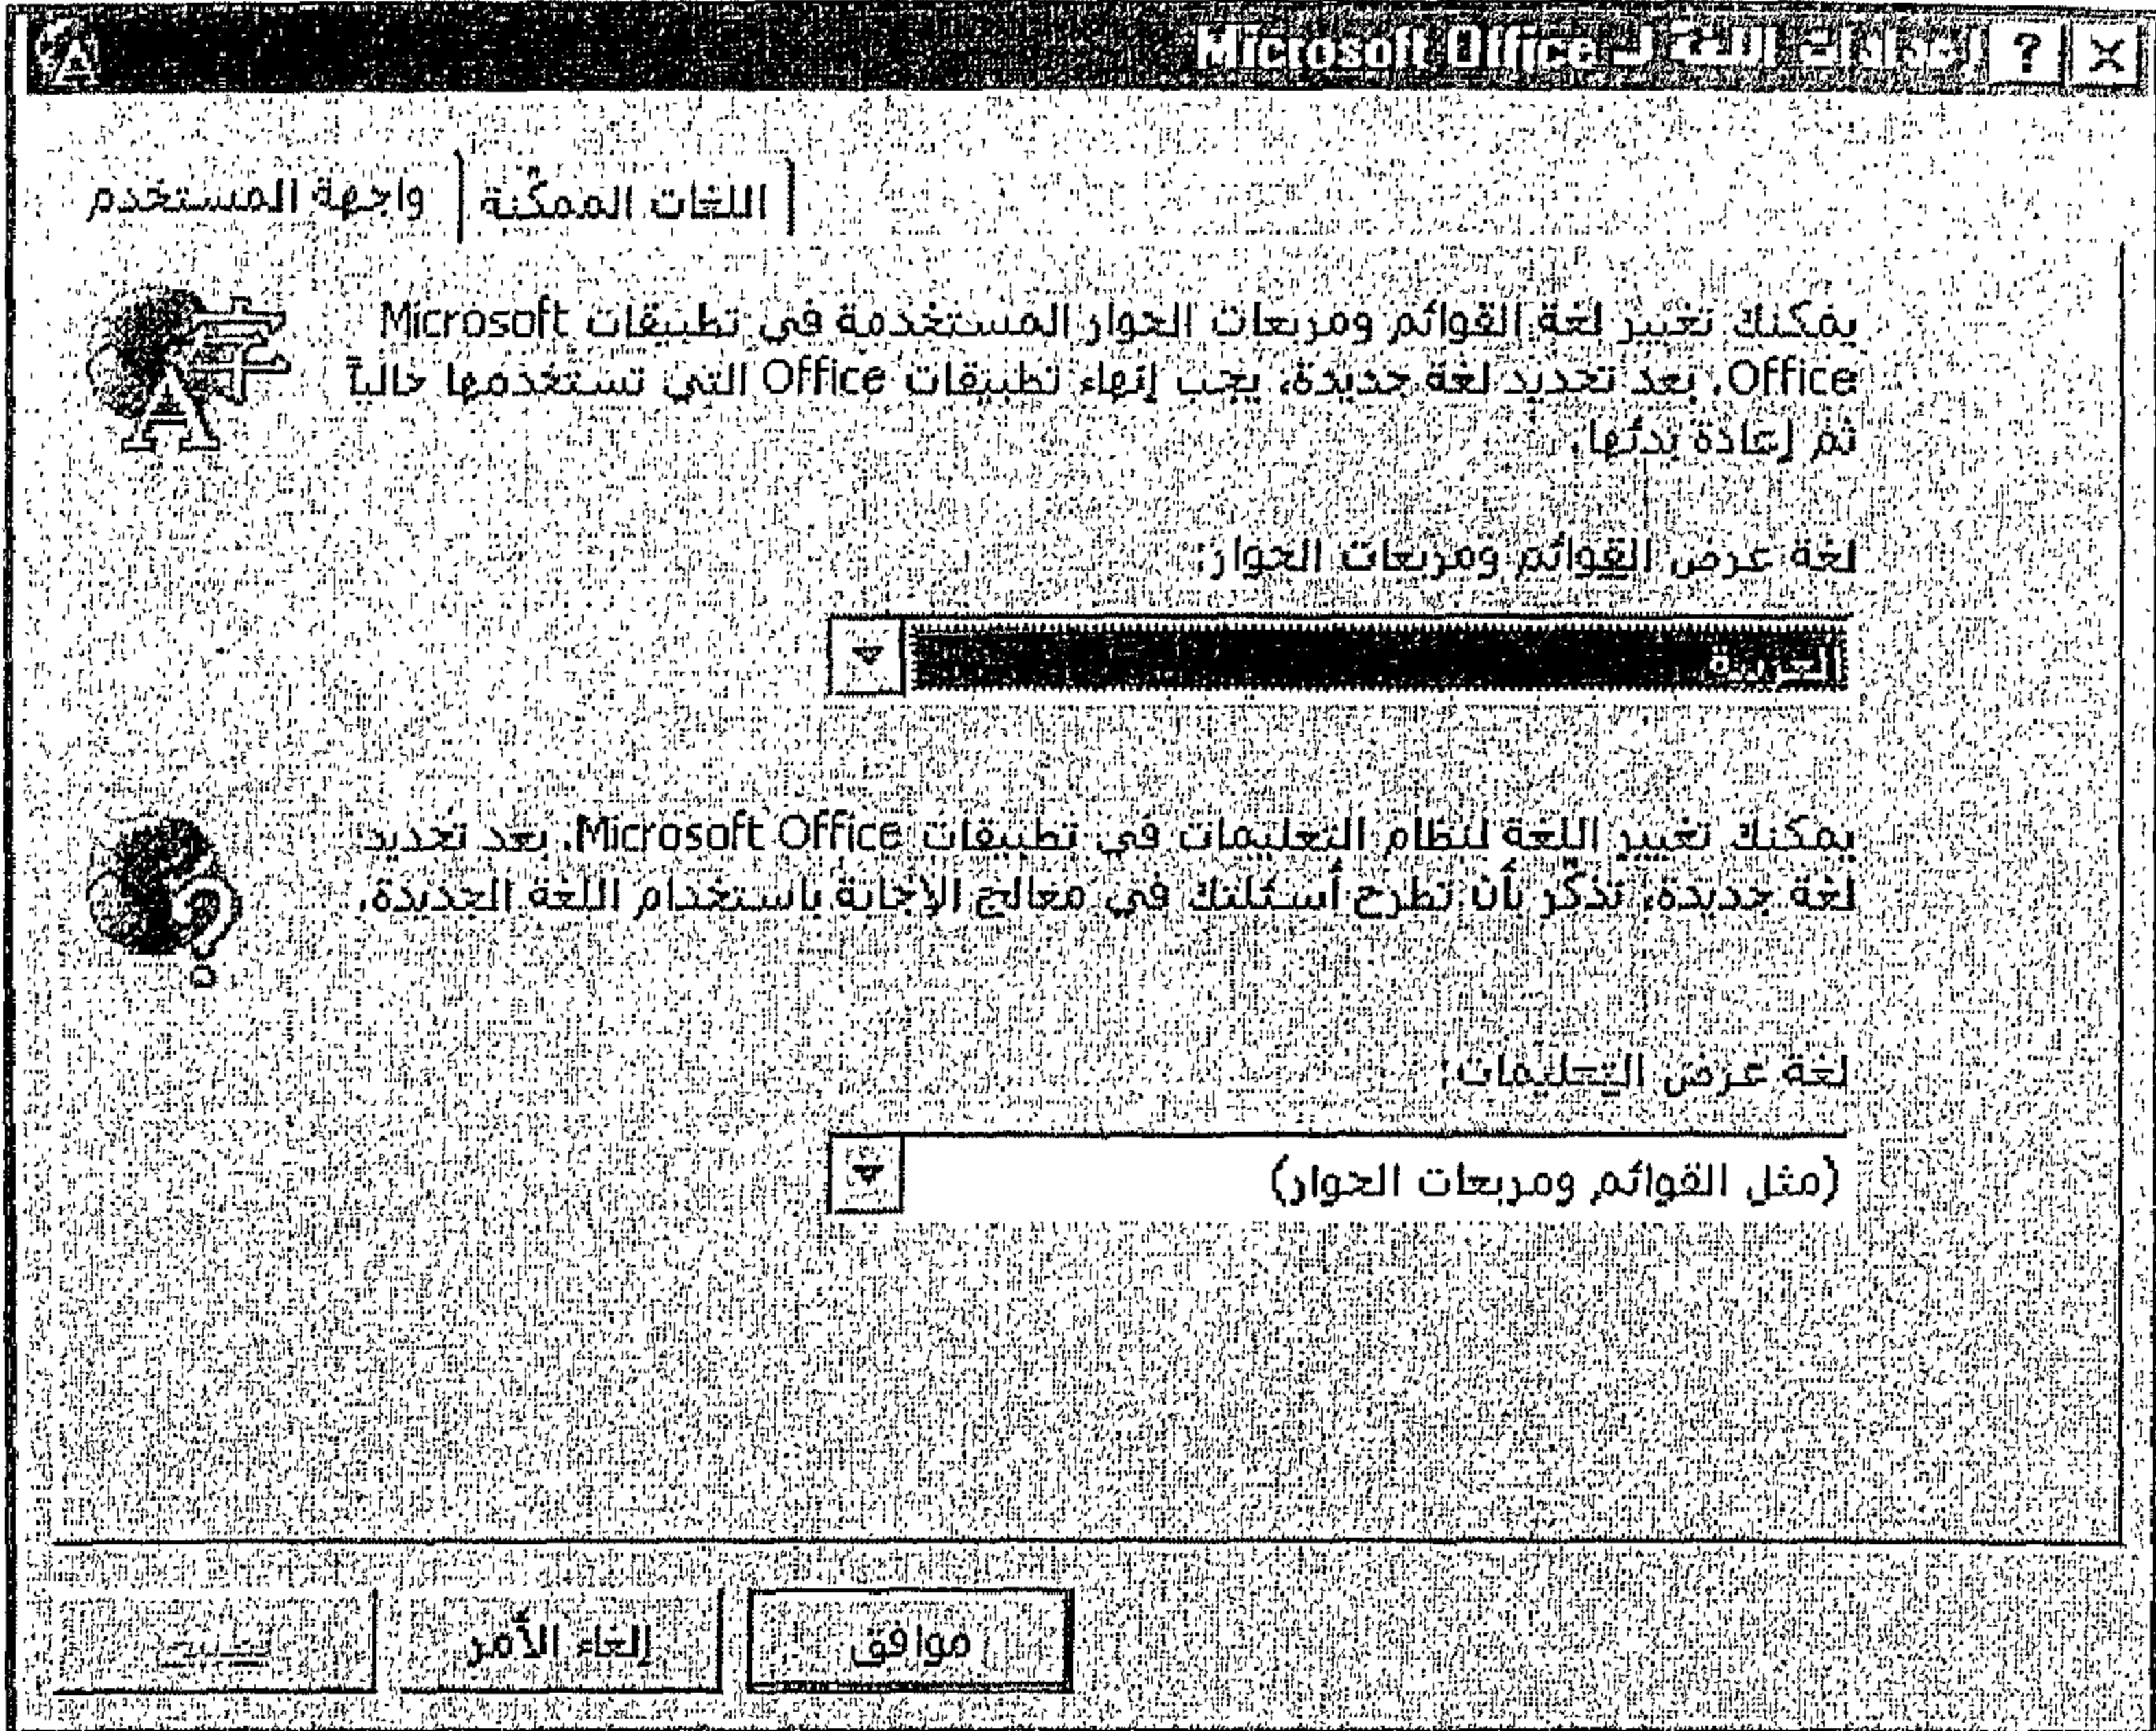 إعدادات اللغة لـ Microsoft Office
واجهة المستخدم
اللغات الممكّنة
يمكنك تغيير لغة القوائم ومربعات الحوار المستخدمة في تطبيقات Microsoft
Office. بعد تحديد لغة جديدة، يجب إنهاء تطبيقات Office التي تستخدمها حالياً
ثم إعادة بدئها.
لغة عرض القوائم ومربعات الحوار:
العربية
يمكنك تغيير اللغة لنظام التعليمات في تطبيقات Microsoft Office. بعد تحديد
لغة جديدة، تذكّر بأن تطرح أسئلتك في معالج الإجابة باستخدام اللغة الجديدة.
لغة عرض التعليمات:
(مثل القوائم ومربعات الحوار)
موافق
إلغاء الأمر